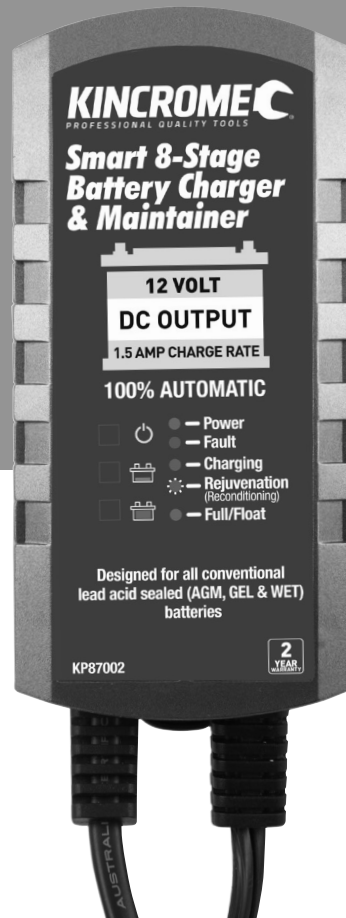 KINCROME
PROFESSIONAL QUALITY TOOLS
Smart 8-Stage
Battery Charger
& Maintainer
12 VOLT
DC OUTPUT
1.5 AMP CHARGE RATE
100% AUTOMATIC
Power
Fault
Charging
Rejuvenation
(Reconditioning)
Full/Float
Designed for all conventional
lead acid sealed (AGM, GEL & WET)
batteries
KP87002
2
YEAR
WARRANTY
AUSTRALI